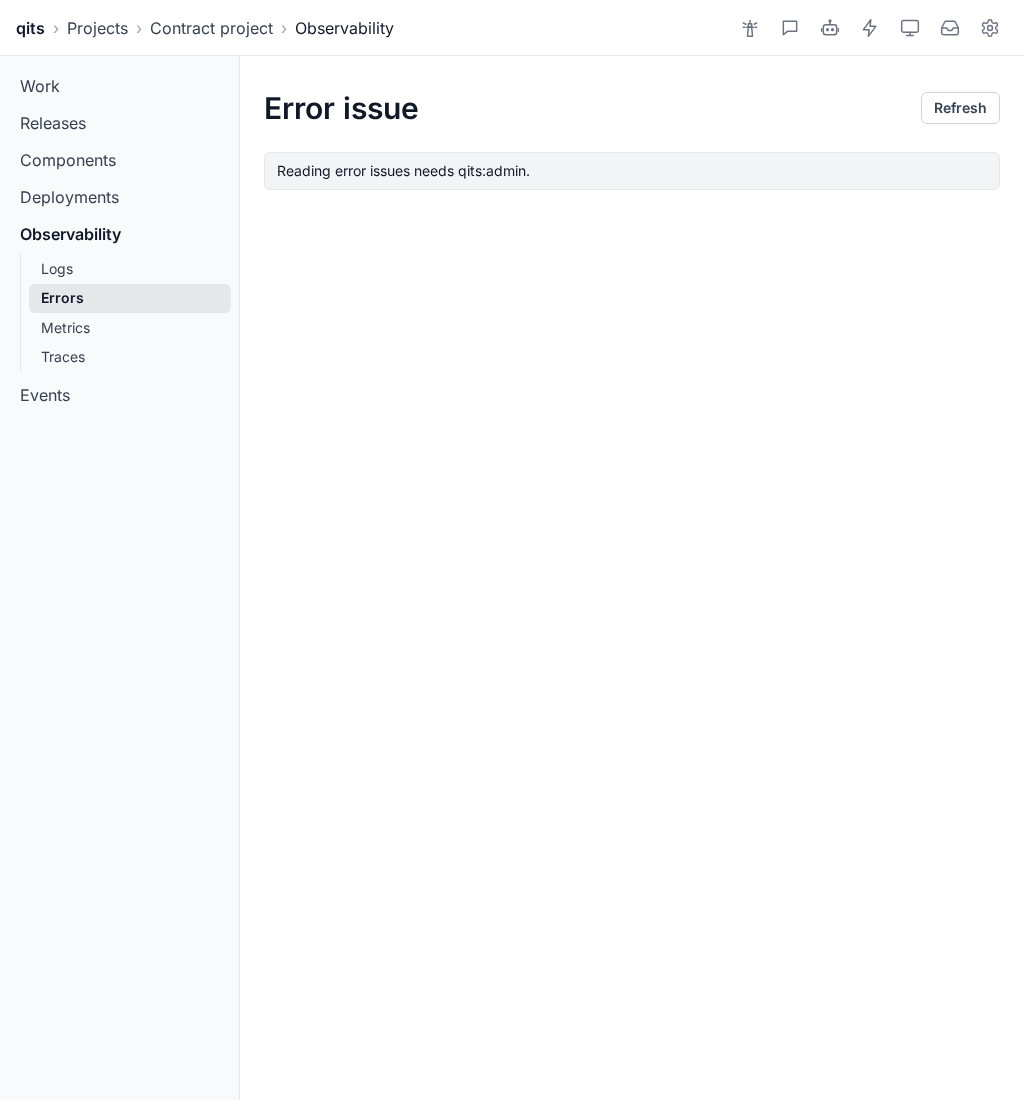 qits › Projects › Contract project › Observability
Work
Releases
Components
Deployments
Observability
Logs
Errors
Metrics
Traces
Events
Error issue
Refresh
Reading error issues needs qits:admin.